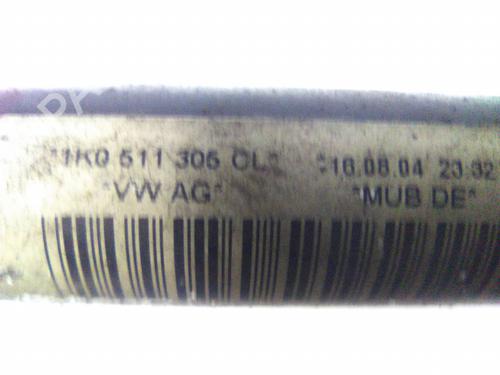 *1K0 511 305 CL* *16.08.04 23:32
*VW AG* *MUB DE*